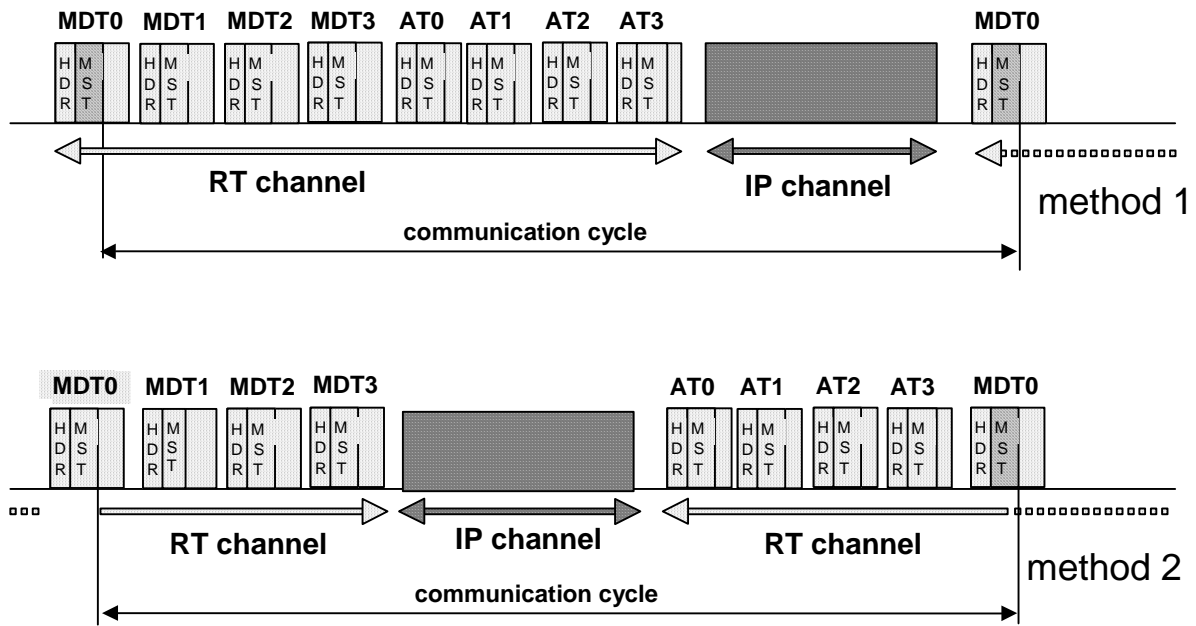 MDT0 MDT1 MDT2 MDT3 AT0 AT1 AT2 AT3 MDT0
HDR MST HDR MST HDR MST HDR MST HDR MST HDR MST HDR MST HDR MST HDR MST
RT channel IP channel
method 1
communication cycle
MDT0 MDT1 MDT2 MDT3 AT0 AT1 AT2 AT3 MDT0
HDR MST HDR MST HDR MST HDR MST HDR MST HDR MST HDR MST HDR MST HDR MST
RT channel IP channel RT channel
method 2
communication cycle